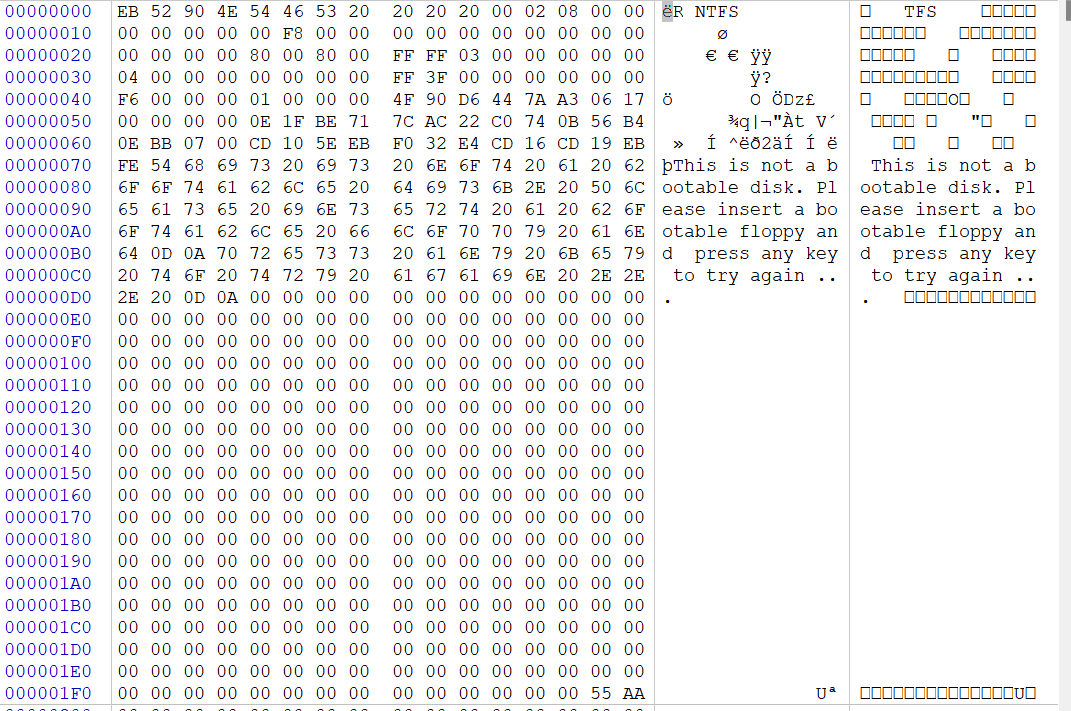 00000000 EB 52 90 4E 54 46 53 20 20 20 20 00 02 08 00 00 ëR NTFS □ TFS □□□□□
00000010 00 00 00 00 00 F8 00 00 00 00 00 00 00 00 00 00 ø □□□□□□ □□□□□□□
00000020 00 00 00 00 80 00 80 00 FF FF 03 00 00 00 00 00 € € ÿÿ □□□□□ □ □□□□
00000030 04 00 00 00 00 00 00 00 FF 3F 00 00 00 00 00 00 ÿ? □□□□□□□□□ □□□□
00000040 F6 00 00 00 01 00 00 00 4F 90 D6 44 7A A3 06 17 ö O ÖDz£ □ □□□□O□ □
00000050 00 00 00 00 0E 1F BE 71 7C AC 22 C0 74 0B 56 B4 ¾q|¬"Àt V´ □□□□ □ "□ □
00000060 0E BB 07 00 CD 10 5E EB F0 32 E4 CD 16 CD 19 EB » Í ^ëð2äÍ Í ë □□ □ □□
00000070 FE 54 68 69 73 20 69 73 20 6E 6F 74 20 61 20 62 þThis is not a b This is not a b
00000080 6F 6F 74 61 62 6C 65 20 64 69 73 6B 2E 20 50 6C ootable disk. Pl ootable disk. Pl
00000090 65 61 73 65 20 69 6E 73 65 72 74 20 61 20 62 6F ease insert a bo ease insert a bo
000000A0 6F 74 61 62 6C 65 20 66 6C 6F 70 70 79 20 61 6E otable floppy an otable floppy an
000000B0 64 0D 0A 70 72 65 73 73 20 61 6E 79 20 6B 65 79 d press any key d press any key
000000C0 20 74 6F 20 74 72 79 20 61 67 61 69 6E 20 2E 2E to try again .. to try again ..
000000D0 2E 20 0D 0A 00 00 00 00 00 00 00 00 00 00 00 00 . . □□□□□□□□□□□□
000000E0 00 00 00 00 00 00 00 00 00 00 00 00 00 00 00 00
000000F0 00 00 00 00 00 00 00 00 00 00 00 00 00 00 00 00
00000100 00 00 00 00 00 00 00 00 00 00 00 00 00 00 00 00
00000110 00 00 00 00 00 00 00 00 00 00 00 00 00 00 00 00
00000120 00 00 00 00 00 00 00 00 00 00 00 00 00 00 00 00
00000130 00 00 00 00 00 00 00 00 00 00 00 00 00 00 00 00
00000140 00 00 00 00 00 00 00 00 00 00 00 00 00 00 00 00
00000150 00 00 00 00 00 00 00 00 00 00 00 00 00 00 00 00
00000160 00 00 00 00 00 00 00 00 00 00 00 00 00 00 00 00
00000170 00 00 00 00 00 00 00 00 00 00 00 00 00 00 00 00
00000180 00 00 00 00 00 00 00 00 00 00 00 00 00 00 00 00
00000190 00 00 00 00 00 00 00 00 00 00 00 00 00 00 00 00
000001A0 00 00 00 00 00 00 00 00 00 00 00 00 00 00 00 00
000001B0 00 00 00 00 00 00 00 00 00 00 00 00 00 00 00 00
000001C0 00 00 00 00 00 00 00 00 00 00 00 00 00 00 00 00
000001D0 00 00 00 00 00 00 00 00 00 00 00 00 00 00 00 00
000001E0 00 00 00 00 00 00 00 00 00 00 00 00 00 00 00 00
000001F0 00 00 00 00 00 00 00 00 00 00 00 00 00 00 55 AA Uª □□□□□□□□□□□□□□U□